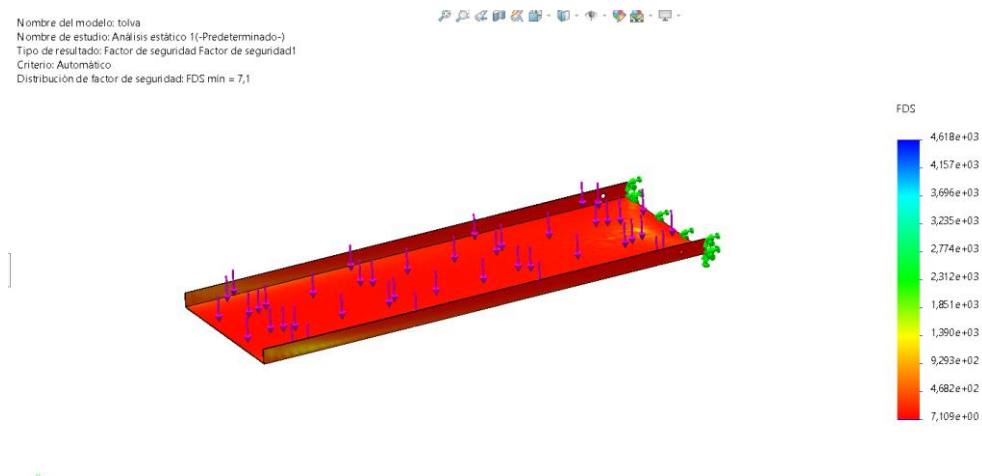 Nombre del modelo: tolva
Nombre de estudio: Análisis estático 1(-Predeterminado-)
Tipo de resultado: Factor de seguridad Factor de seguridad1
Criterio: Automático
Distribución de factor de seguridad: FDS mín = 7,1
FDS
4,618e+03
4,157e+03
3,696e+03
3,235e+03
2,774e+03
2,312e+03
1,851e+03
1,390e+03
9,293e+02
4,682e+02
7,109e+00